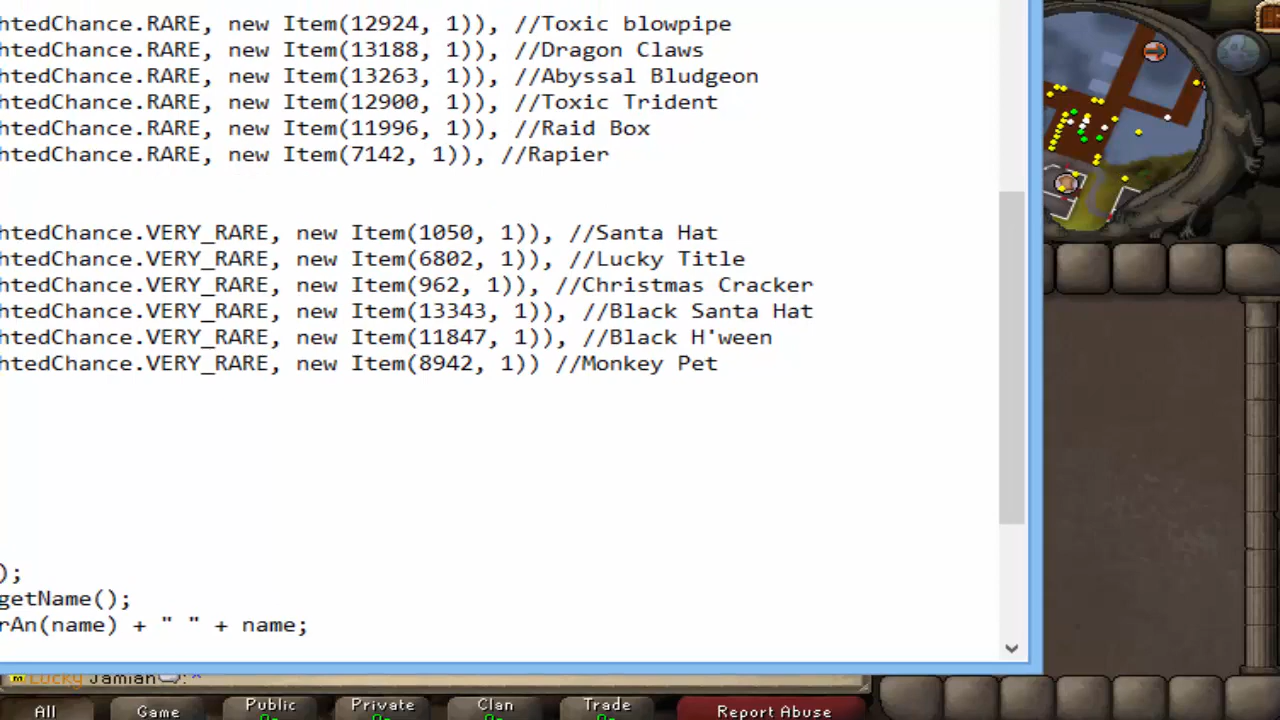 htedChance.RARE, new Item(12924, 1)), //Toxic blowpipe
htedChance.RARE, new Item(13188, 1)), //Dragon Claws
htedChance.RARE, new Item(13263, 1)), //Abyssal Bludgeon
htedChance.RARE, new Item(12900, 1)), //Toxic Trident
htedChance.RARE, new Item(11996, 1)), //Raid Box
htedChance.RARE, new Item(7142, 1)), //Rapier
htedChance.VERY_RARE, new Item(1050, 1)), //Santa Hat
htedChance.VERY_RARE, new Item(6802, 1)), //Lucky Title
htedChance.VERY_RARE, new Item(962, 1)), //Christmas Cracker
htedChance.VERY_RARE, new Item(13343, 1)), //Black Santa Hat
htedChance.VERY_RARE, new Item(11847, 1)), //Black H'ween
htedChance.VERY_RARE, new Item(8942, 1)) //Monkey Pet
);
getName();
rAn(name) + " " + name;
Lucky Jamian
All Game Public Private Clan Trade Report Abuse